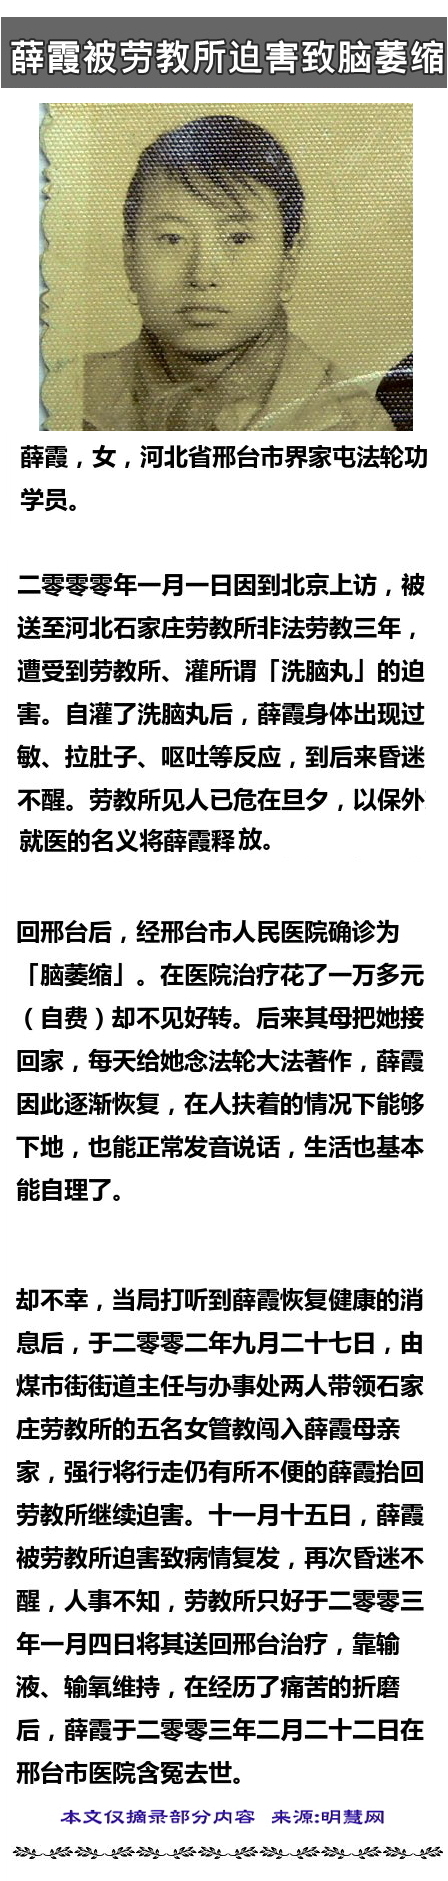 薛霞被劳教所迫害致脑萎缩
薛霞，女，河北省邢台市界家屯法轮功
学员。
二零零零年一月一日因到北京上访，被
送至河北石家庄劳教所非法劳教三年，
遭受到劳教所、灌所谓「洗脑丸」的迫
害。自灌了洗脑丸后，薛霞身体出现过
敏、拉肚子、呕吐等反应，到后来昏迷
不醒。劳教所见人已危在旦夕，以保外
就医的名义将薛霞释放。
回邢台后，经邢台市人民医院确诊为
「脑萎缩」。在医院治疗花了一万多元
（自费）却不见好转。后来其母把她接
回家，每天给她念法轮大法著作，薛霞
因此逐渐恢复，在人扶着的情况下能够
下地，也能正常发音说话，生活也基本
能自理了。
却不幸，当局打听到薛霞恢复健康的消
息后，于二零零二年九月二十七日，由
煤市街街道主任与办事处两人带领石家
庄劳教所的五名女管教闯入薛霞母亲
家，强行将行走仍有所不便的薛霞抬回
劳教所继续迫害。十一月十五日，薛霞
被劳教所迫害致病情复发，再次昏迷不
醒，人事不知，劳教所只好于二零零三
年一月四日将其送回邢台治疗，靠输
液、输氧维持，在经历了痛苦的折磨
后，薛霞于二零零三年二月二十二日在
邢台市医院含冤去世。
本文仅摘录部分内容 来源:明慧网